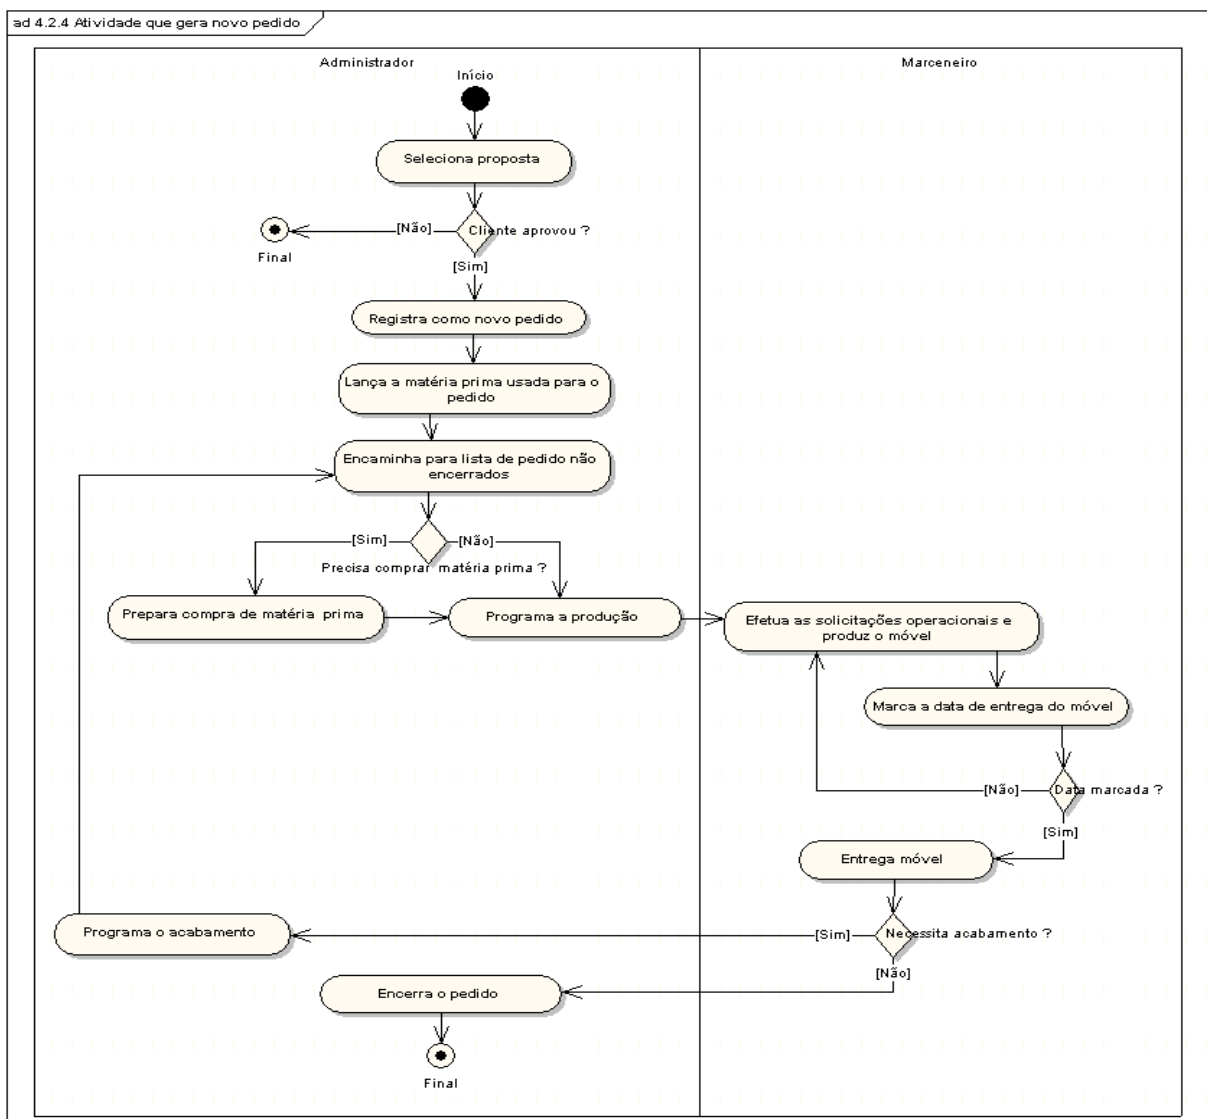 ad 4.2.4 Atividade que gera novo pedido
Administrador
Marceneiro
Início
Seleciona proposta
[Não]
Cliente aprovou ?
Final
[Sim]
Registra como novo pedido
Lança a matéria prima usada para o
pedido
Encaminha para lista de pedido não
encerrados
[Sim]
[Não]
Precisa comprar matéria prima ?
Prepara compra de matéria prima
Programa a produção
Efetua as solicitações operacionais e
produz o móvel
Marca a data de entrega do móvel
[Não]
Data marcada ?
[Sim]
Entrega móvel
Programa o acabamento
[Sim]
Necessita acabamento ?
[Não]
Encerra o pedido
Final